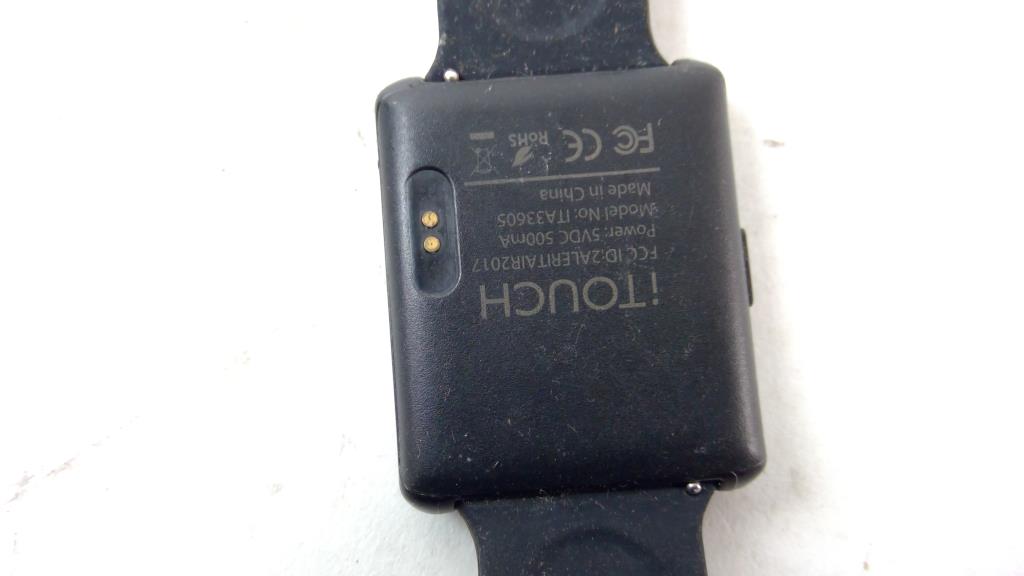 iTOUCH
FCC ID:2ALERITAIR2017
Power: 5VDC 500mA
Model No: ITA33605
Made in China
FC CE RoHS